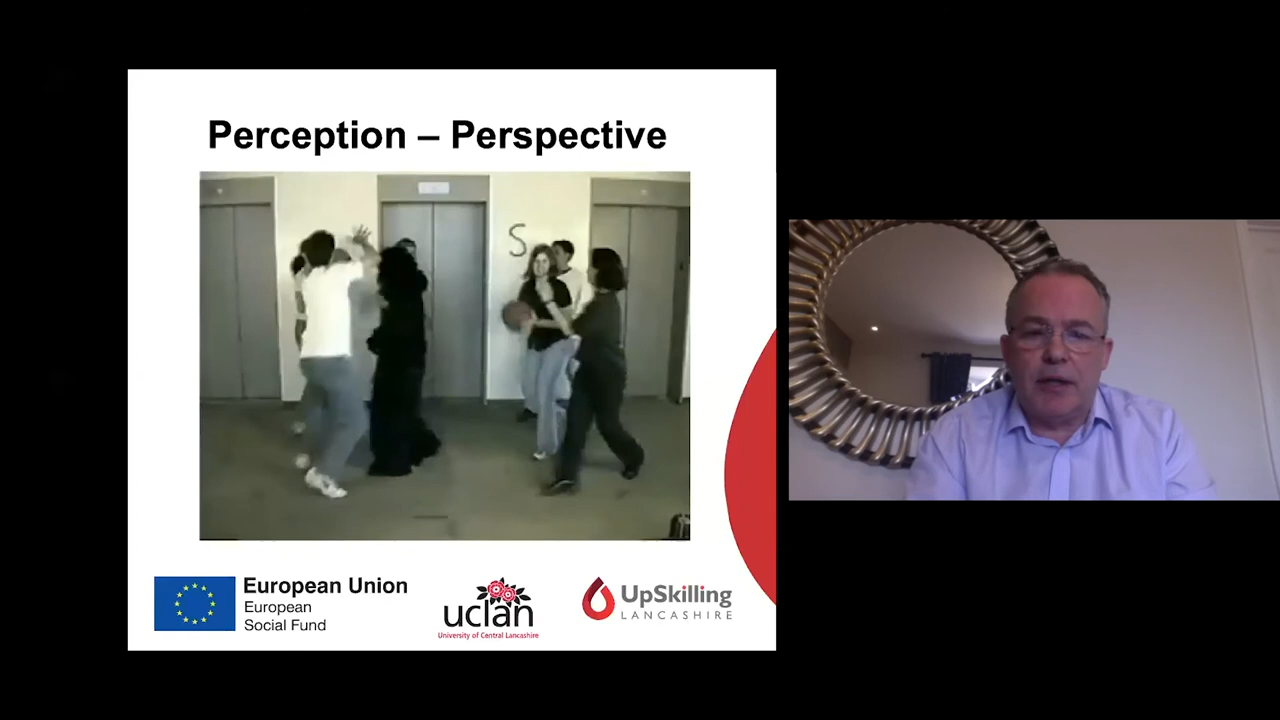 Perception – Perspective
S
European Union
European
Social Fund
uclan
University of Central Lancashire
UpSkilling
LANCASHIRE